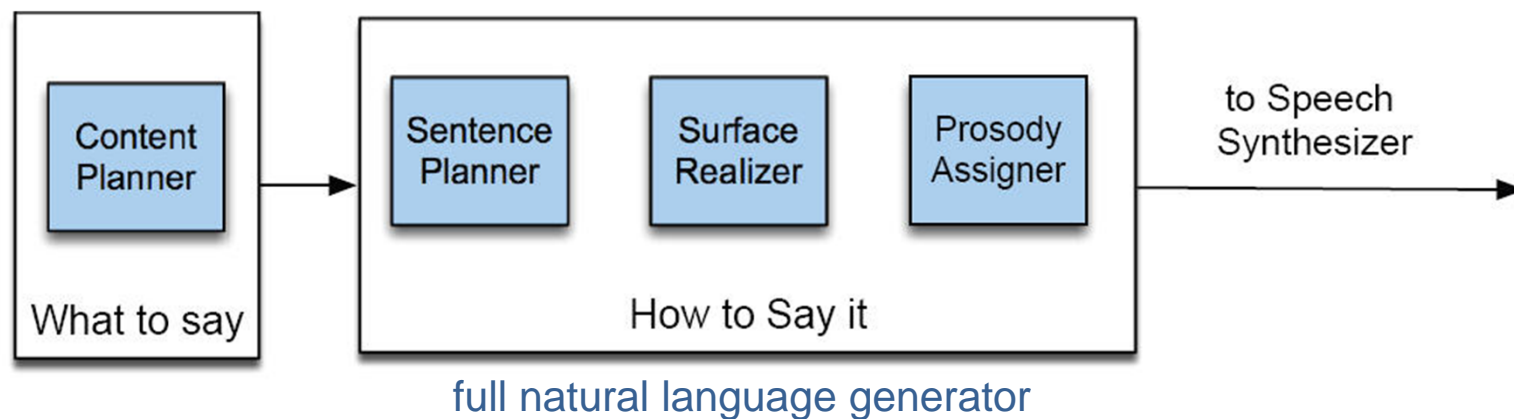 Content
Planner
What to say
Sentence
Planner
Surface
Realizer
Prosody
Assigner
How to Say it
to Speech
Synthesizer
full natural language generator